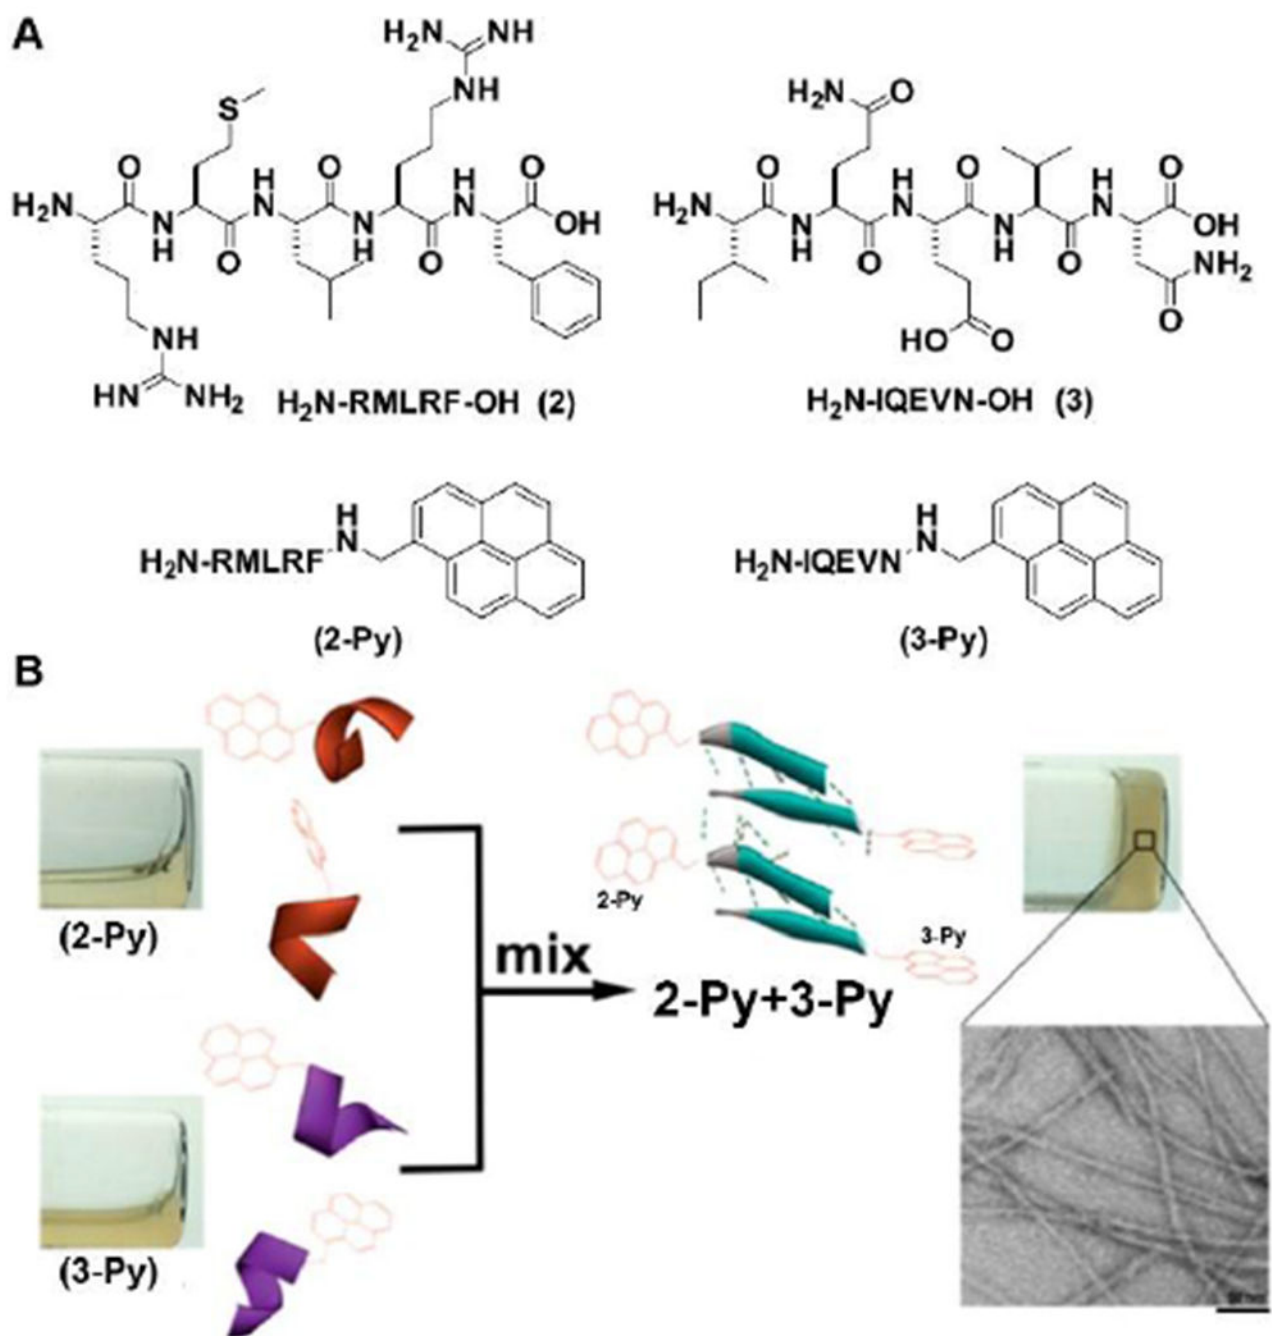 A
H₂N NH
NH
S
H₂N O
O H O H O
H₂N N H N N H N OH
O O
NH
HN NH₂
O H O H O
H₂N N H N N H N OH
O O NH₂
O
HO O
H₂N-RMLRF-OH (2)
H₂N-IQEVN-OH (3)
H₂N-RMLRF H N
(2-Py)
H₂N-IQEVN H N
(3-Py)
B
(2-Py)
(3-Py)
mix
2-Py
3-Py
2-Py+3-Py